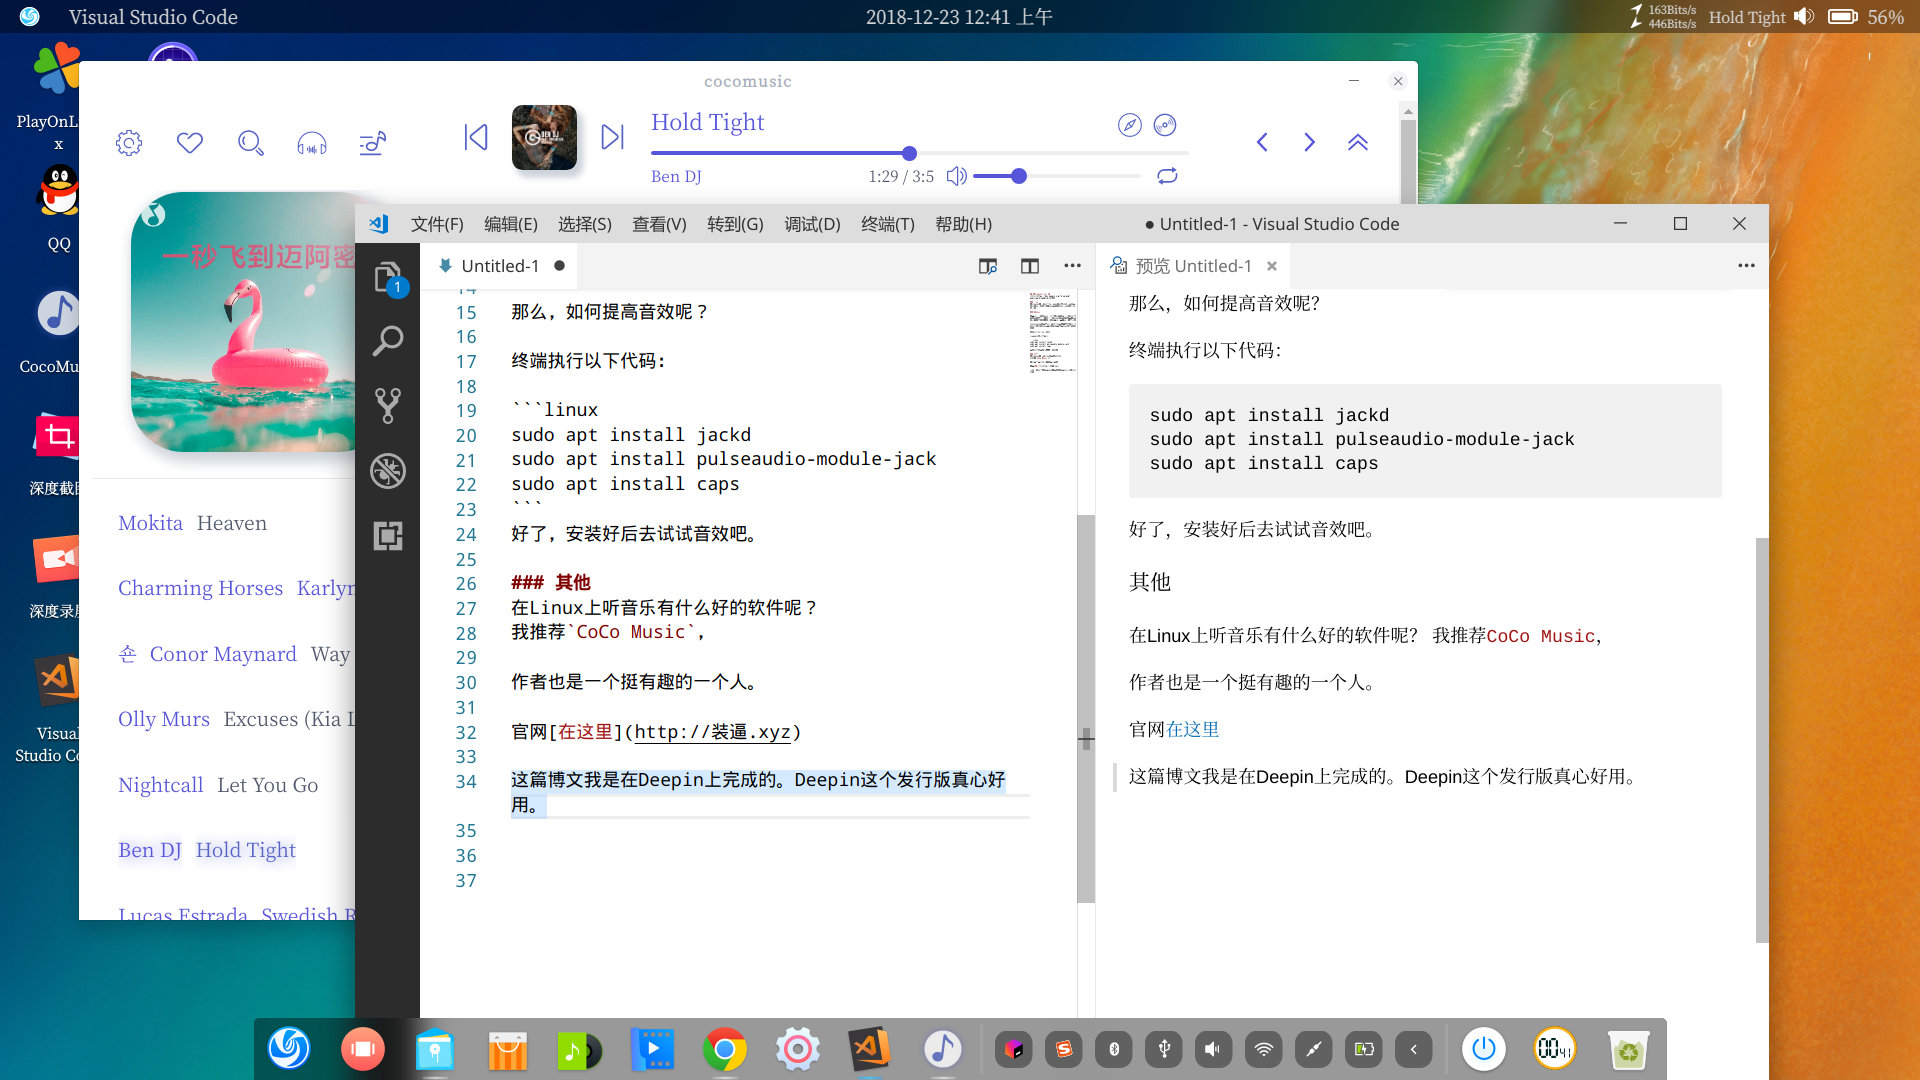 Visual Studio Code
2018-12-23 12:41 上午
163Bits/s
446Bits/s
Hold Tight
56%
PlayOnLi
x
QQ
CocoMu
深度截
深度录
Visual
Studio Co
cocomusic
Hold Tight
Ben DJ
1:29 / 3:5
BEN DJ
一秒飞到迈阿密
Mokita Heaven
Charming Horses Karlyn
숀 Conor Maynard Way
Olly Murs Excuses (Kia L
Nightcall Let You Go
Ben DJ Hold Tight
Lucas Estrada Swedish R
文件(F) 编辑(E) 选择(S) 查看(V) 转到(G) 调试(D) 终端(T) 帮助(H)
● Untitled-1 - Visual Studio Code
1
Untitled-1 ●
14
15 那么，如何提高音效呢？
16
17 终端执行以下代码：
18
19 ```linux
20 sudo apt install jackd
21 sudo apt install pulseaudio-module-jack
22 sudo apt install caps
23 ```
24 好了，安装好后去试试音效吧。
25
26 ### 其他
27 在Linux上听音乐有什么好的软件呢？
28 我推荐`CoCo Music`，
29
30 作者也是一个挺有趣的一个人。
31
32 官网[在这里](http://装逼.xyz)
33
34 这篇博文我是在Deepin上完成的。Deepin这个发行版真心好
用。
35
36
37
预览 Untitled-1
那么，如何提高音效呢？
终端执行以下代码：
sudo apt install jackd
sudo apt install pulseaudio-module-jack
sudo apt install caps
好了，安装好后去试试音效吧。
其他
在Linux上听音乐有什么好的软件呢？ 我推荐CoCo Music，
作者也是一个挺有趣的一个人。
官网在这里
这篇博文我是在Deepin上完成的。Deepin这个发行版真心好用。
00 41